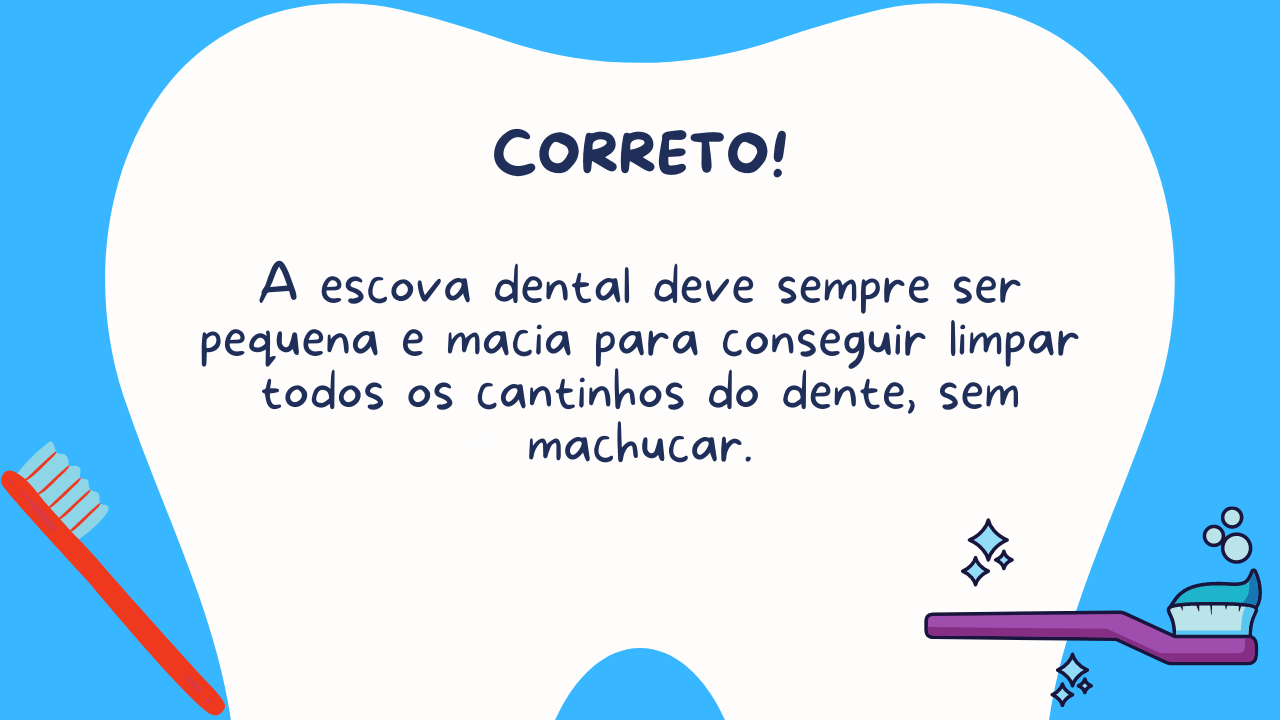 CORRETO!
A escova dental deve sempre ser
pequena e macia para conseguir limpar
todos os cantinhos do dente, sem
machucar.